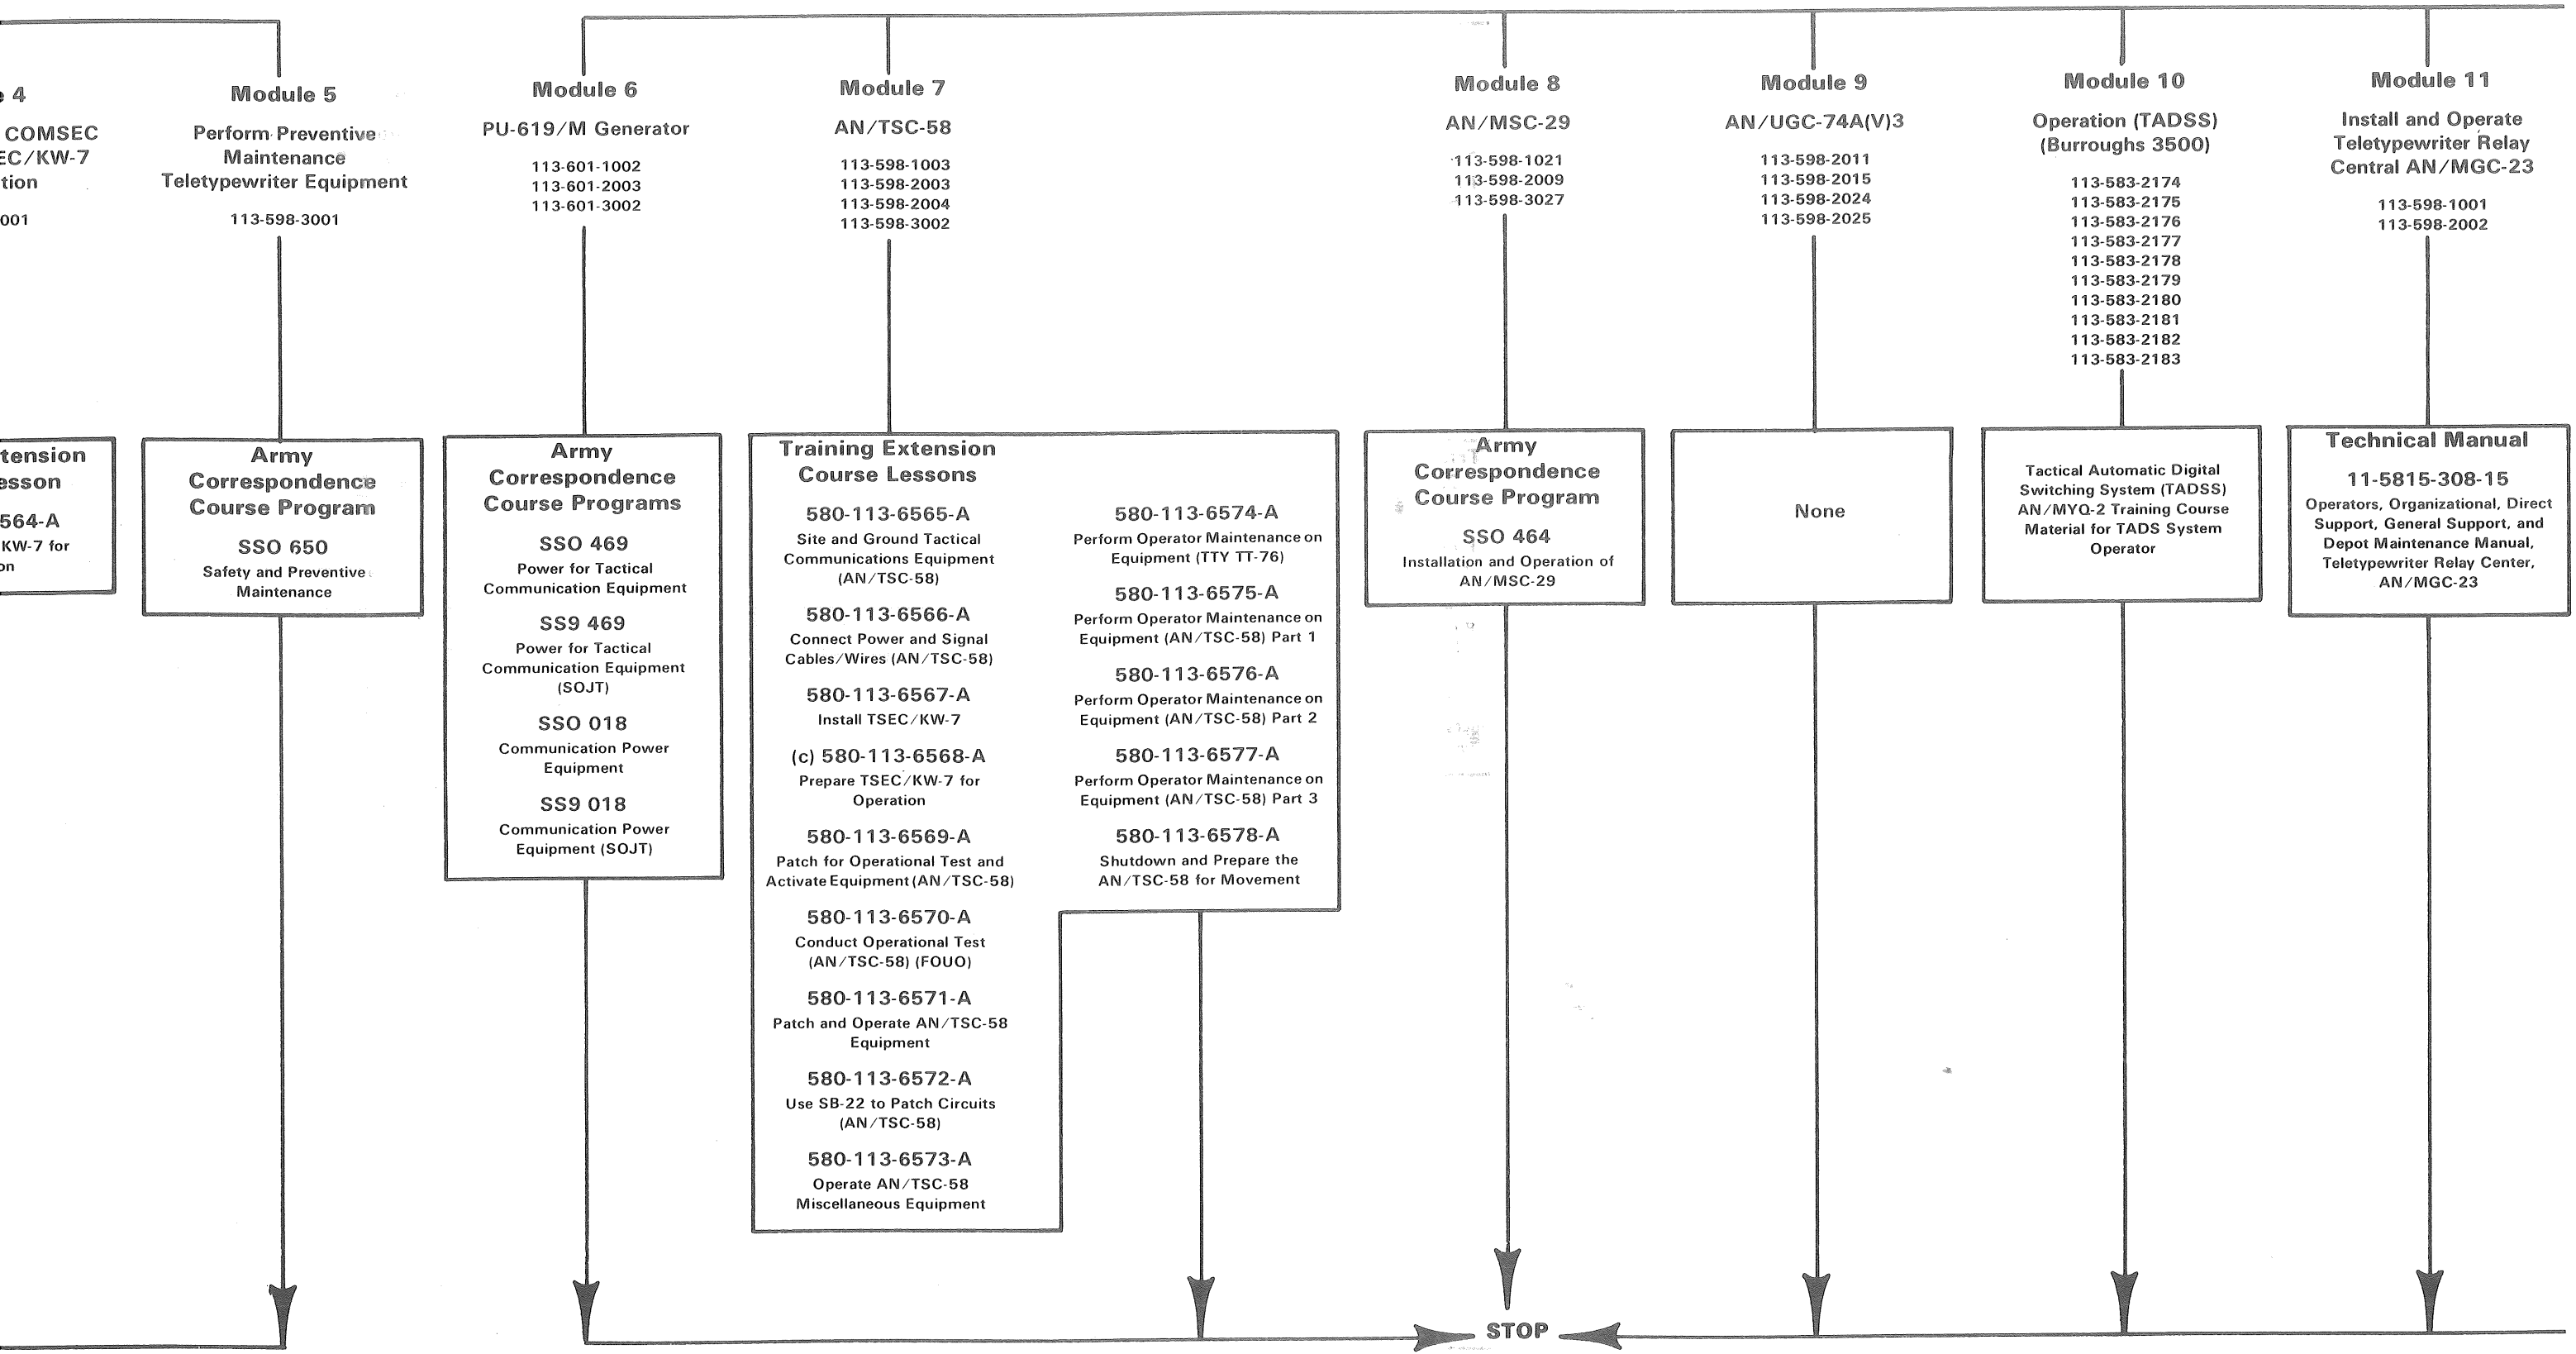 e 4
COMSEC
EC/KW-7
tion
001
tension
esson
564-A
KW-7 for
on
Module 5
Perform Preventive
Maintenance
Teletypewriter Equipment
113-598-3001
Army
Correspondence
Course Program
SSO 650
Safety and Preventive
Maintenance
Module 6
PU-619/M Generator
113-601-1002
113-601-2003
113-601-3002
Army
Correspondence
Course Programs
SSO 469
Power for Tactical
Communication Equipment
SS9 469
Power for Tactical
Communication Equipment
(SOJT)
SSO 018
Communication Power
Equipment
SS9 018
Communication Power
Equipment (SOJT)
Module 7
AN/TSC-58
113-598-1003
113-598-2003
113-598-2004
113-598-3002
Training Extension
Course Lessons
580-113-6565-A
Site and Ground Tactical
Communications Equipment
(AN/TSC-58)
580-113-6566-A
Connect Power and Signal
Cables/Wires (AN/TSC-58)
580-113-6567-A
Install TSEC/KW-7
(c) 580-113-6568-A
Prepare TSEC/KW-7 for
Operation
580-113-6569-A
Patch for Operational Test and
Activate Equipment (AN/TSC-58)
580-113-6570-A
Conduct Operational Test
(AN/TSC-58) (FOUO)
580-113-6571-A
Patch and Operate AN/TSC-58
Equipment
580-113-6572-A
Use SB-22 to Patch Circuits
(AN/TSC-58)
580-113-6573-A
Operate AN/TSC-58
Miscellaneous Equipment
580-113-6574-A
Perform Operator Maintenance on
Equipment (TTY TT-76)
580-113-6575-A
Perform Operator Maintenance on
Equipment (AN/TSC-58) Part 1
580-113-6576-A
Perform Operator Maintenance on
Equipment (AN/TSC-58) Part 2
580-113-6577-A
Perform Operator Maintenance on
Equipment (AN/TSC-58) Part 3
580-113-6578-A
Shutdown and Prepare the
AN/TSC-58 for Movement
Module 8
AN/MSC-29
113-598-1021
113-598-2009
113-598-3027
Army
Correspondence
Course Program
SSO 464
Installation and Operation of
AN/MSC-29
Module 9
AN/UGC-74A(V)3
113-598-2011
113-598-2015
113-598-2024
113-598-2025
None
Module 10
Operation (TADSS)
(Burroughs 3500)
113-583-2174
113-583-2175
113-583-2176
113-583-2177
113-583-2178
113-583-2179
113-583-2180
113-583-2181
113-583-2182
113-583-2183
Tactical Automatic Digital
Switching System (TADSS)
AN/MYQ-2 Training Course
Material for TADS System
Operator
Module 11
Install and Operate
Teletypewriter Relay
Central AN/MGC-23
113-598-1001
113-598-2002
Technical Manual
11-5815-308-15
Operators, Organizational, Direct
Support, General Support, and
Depot Maintenance Manual,
Teletypewriter Relay Center,
AN/MGC-23
STOP